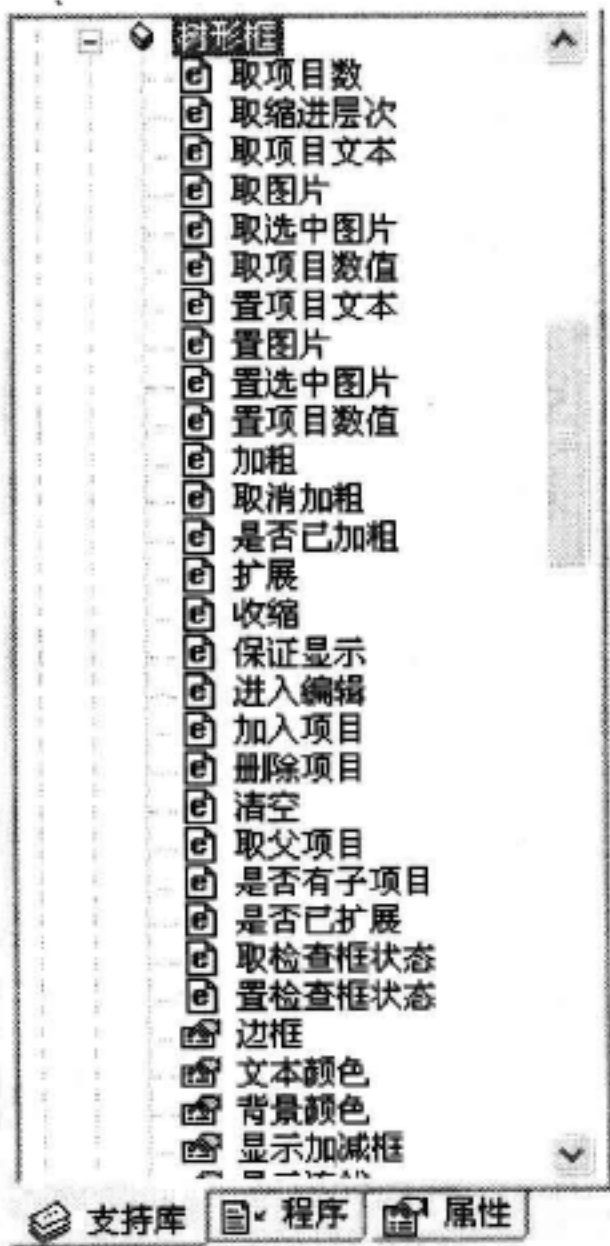 树形框
取项目数
取缩进层次
取项目文本
取图片
取选中图片
取项目数值
置项目文本
置图片
置选中图片
置项目数值
加粗
取消加粗
是否已加粗
扩展
收缩
保证显示
进入编辑
加入项目
删除项目
清空
取父项目
是否有子项目
是否已扩展
取检查框状态
置检查框状态
边框
文本颜色
背景颜色
显示加减框
支持库 程序 属性